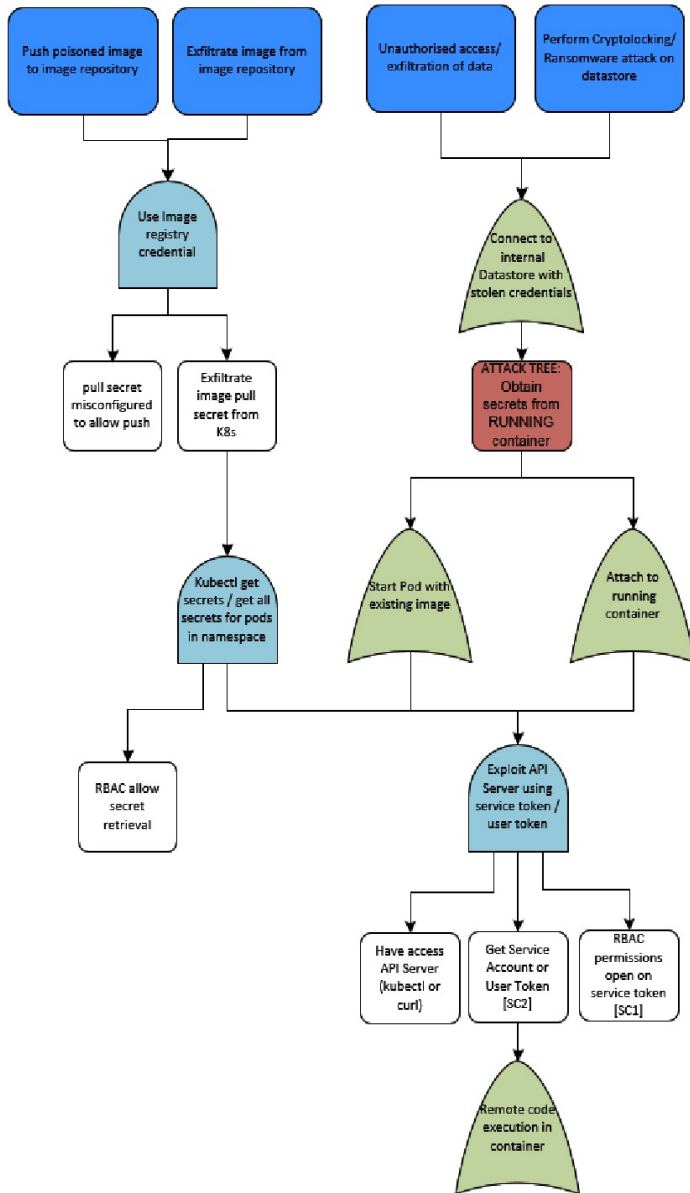 Push poisoned image
to image repository
Exfiltrate image from
image repository
Unauthorised access/
exfiltration of data
Perform Cryptolocking/
Ransomware attack on
datastore
Use Image
registry
credential
Connect to
internal
Datastore with
stolen credentials
pull secret
misconfigured
to allow push
Exfiltrate
image pull
secret from
K8s
ATTACK TREE:
Obtain
secrets from
RUNNING
container
Kubectl get
secrets / get all
secrets for pods
in namespace
Start Pod with
existing image
Attach to
running
container
RBAC allow
secret
retrieval
Exploit API
Server using
service token /
user token
Have access
API Server
(kubectl or
curl)
Get Service
Account or
User Token
[SC2]
RBAC
permissions
open on
service token
[SC1]
Remote code
execution in
container